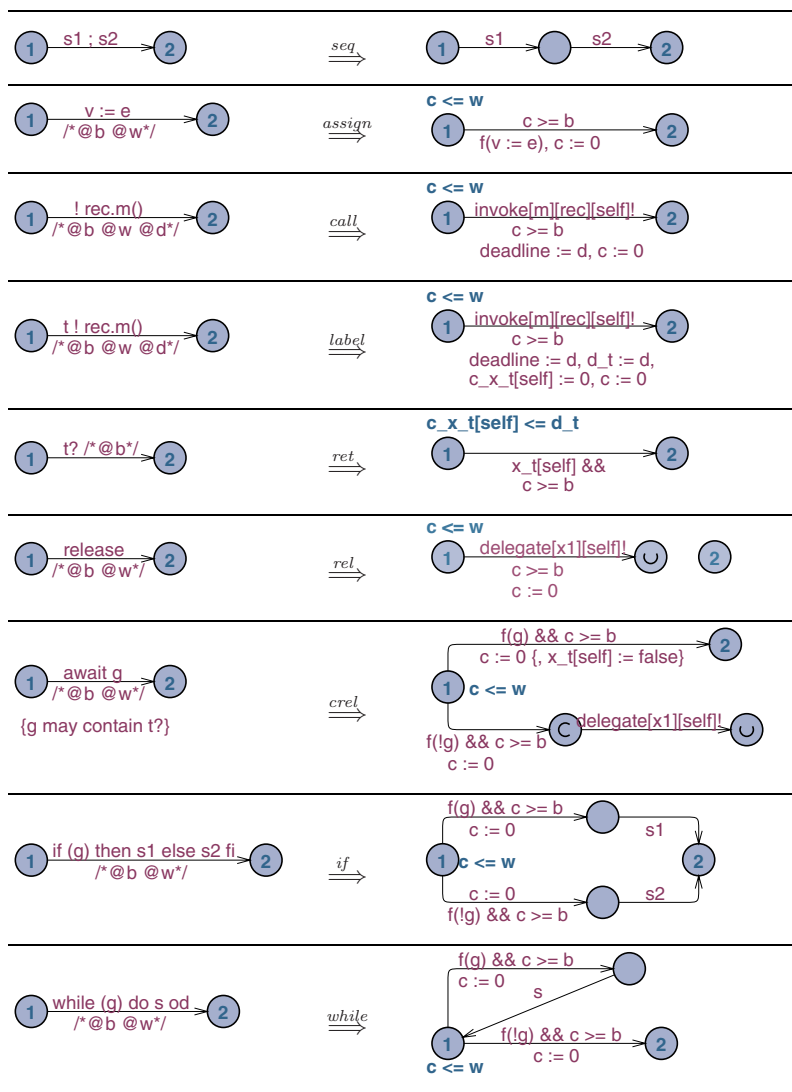 s1 ; s2
1 2
seq
⟹
s1 s2
1 2
v := e
1 2
/*@b @w*/
assign
⟹
c <= w
c >= b
1 2
f(v := e), c := 0
! rec.m()
1 2
/*@b @w @d*/
call
⟹
c <= w
invoke[m][rec][self]!
1 2
c >= b
deadline := d, c := 0
t ! rec.m()
1 2
/*@b @w @d*/
label
⟹
c <= w
invoke[m][rec][self]!
1 2
c >= b
deadline := d, d_t := d,
c_x_t[self] := 0, c := 0
t? /*@b*/
1 2
ret
⟹
c_x_t[self] <= d_t
1 2
x_t[self] &&
c >= b
release
1 2
/*@b @w*/
rel
⟹
c <= w
delegate[x1][self]!
1 ∪ 2
c >= b
c := 0
await g
1 2
/*@b @w*/
{g may contain t?}
crel
⟹
f(g) && c >= b
2
c := 0 {, x_t[self] := false}
1 c <= w
C delegate[x1][self]! ∪
f(!g) && c >= b
c := 0
if (g) then s1 else s2 fi
1 2
/*@b @w*/
if
⟹
f(g) && c >= b
c := 0 s1
1 c <= w 2
c := 0 s2
f(!g) && c >= b
while (g) do s od
1 2
/*@b @w*/
while
⟹
f(g) && c >= b
c := 0
s
f(!g) && c >= b
1 2
c := 0
c <= w